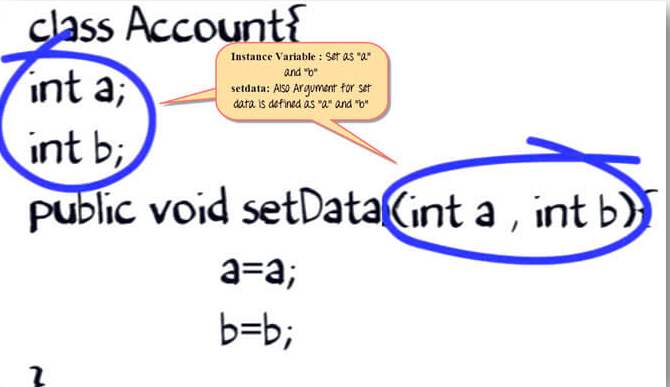 class Account{
Instance Variable : Set as "a"
and "b"
setdata: Also Argument for set
data is defined as "a" and "b"
int a;
int b;
public void setData(int a , int b){
a=a;
b=b;
}